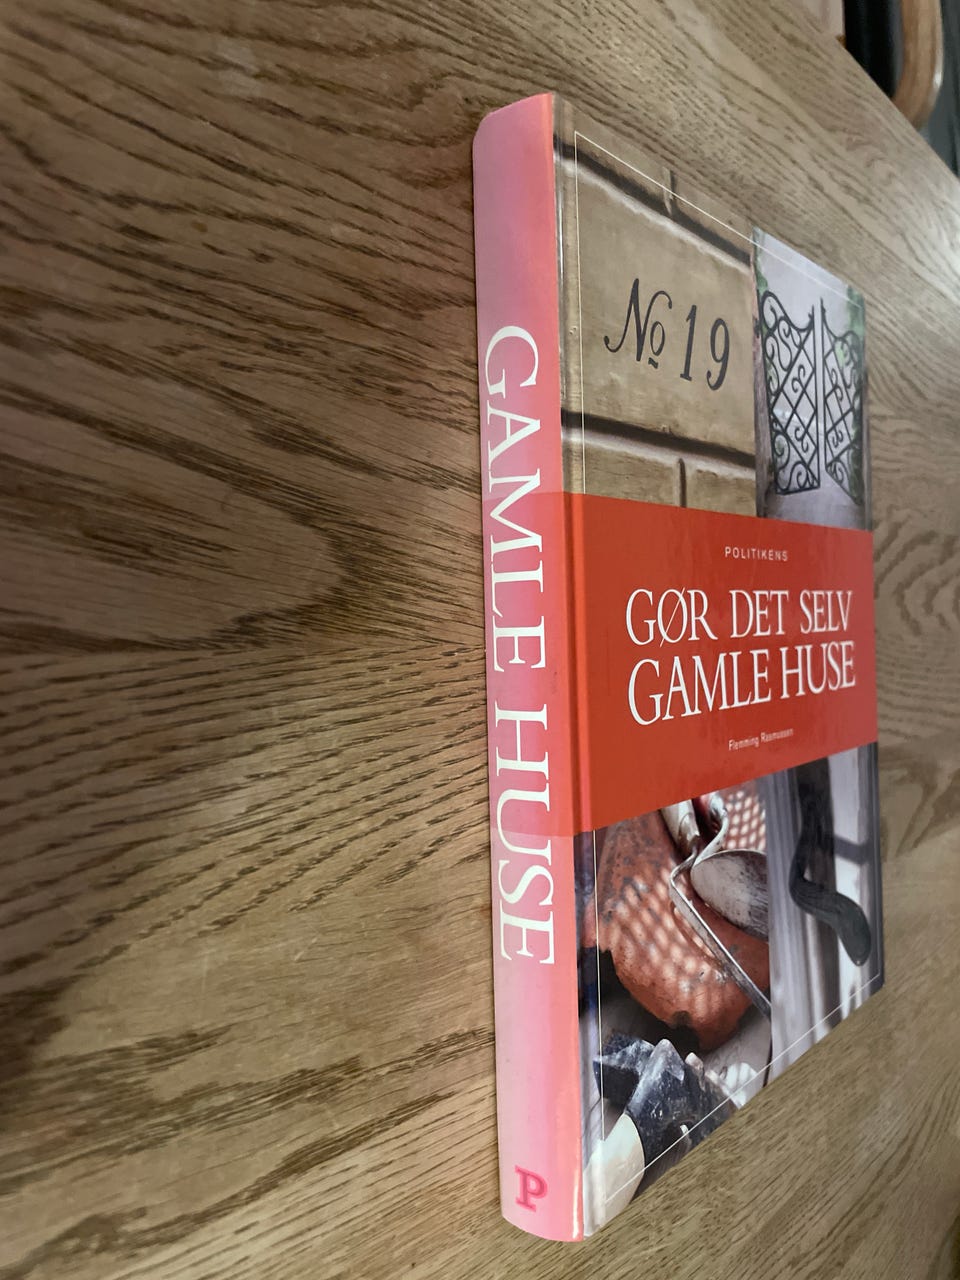 GAMLE HUSE
P
No 19
POLITIKENS
GØR DET SELV
GAMLE HUSE
Flemming Rasmussen